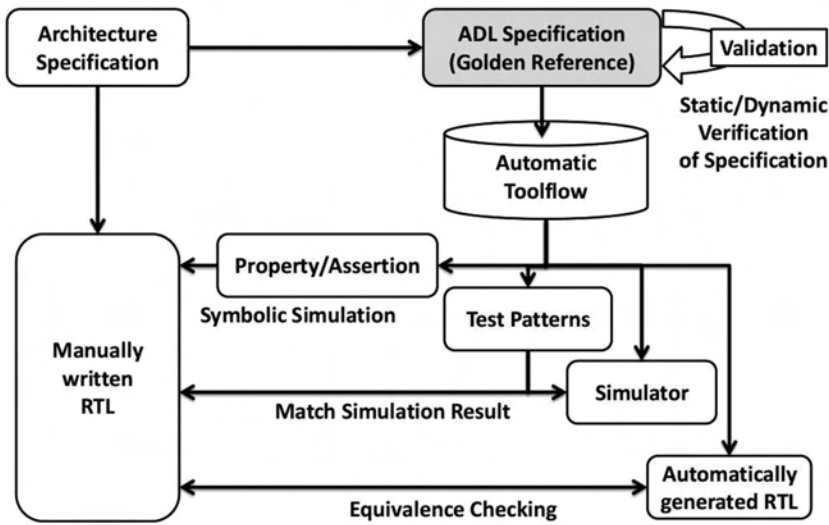 Architecture
Specification
ADL Specification
(Golden Reference)
Validation
Static/Dynamic
Verification
of Specification
Automatic
Toolflow
Property/Assertion
Symbolic Simulation
Test Patterns
Manually
written
RTL
Simulator
Match Simulation Result
Automatically
generated RTL
Equivalence Checking